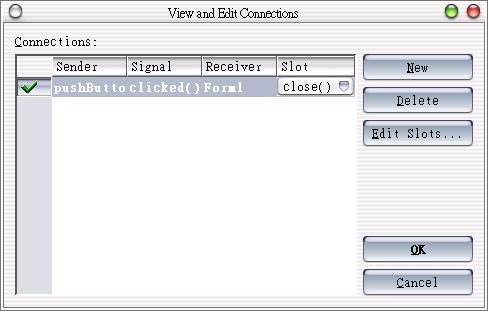 View and Edit Connections
Connections:
Sender Signal Receiver Slot
pushButto clicked() Form1 close()
New
Delete
Edit Slots...
OK
Cancel